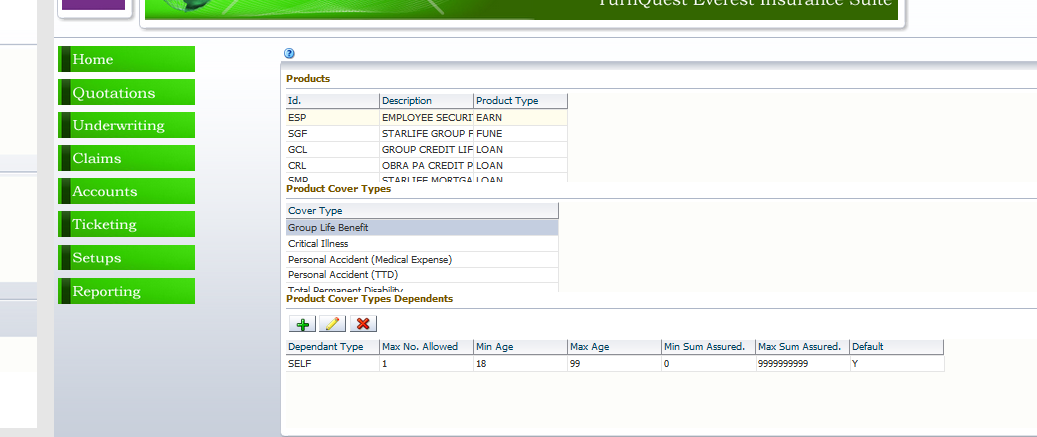 TurnQuest Everest Insurance Suite
Home
Quotations
Underwriting
Claims
Accounts
Ticketing
Setups
Reporting
?
Products
Id. Description Product Type
ESP EMPLOYEE SECURI EARN
SGF STARLIFE GROUP F FUNE
GCL GROUP CREDIT LIF LOAN
CRL OBRA PA CREDIT P LOAN
SMP STARLIFE MORTGA LOAN
Product Cover Types
Cover Type
Group Life Benefit
Critical Illness
Personal Accident (Medical Expense)
Personal Accident (TTD)
Total Permanent Disability
Product Cover Types Dependents
Dependant Type Max No. Allowed Min Age Max Age Min Sum Assured. Max Sum Assured. Default
SELF 1 18 99 0 9999999999 Y